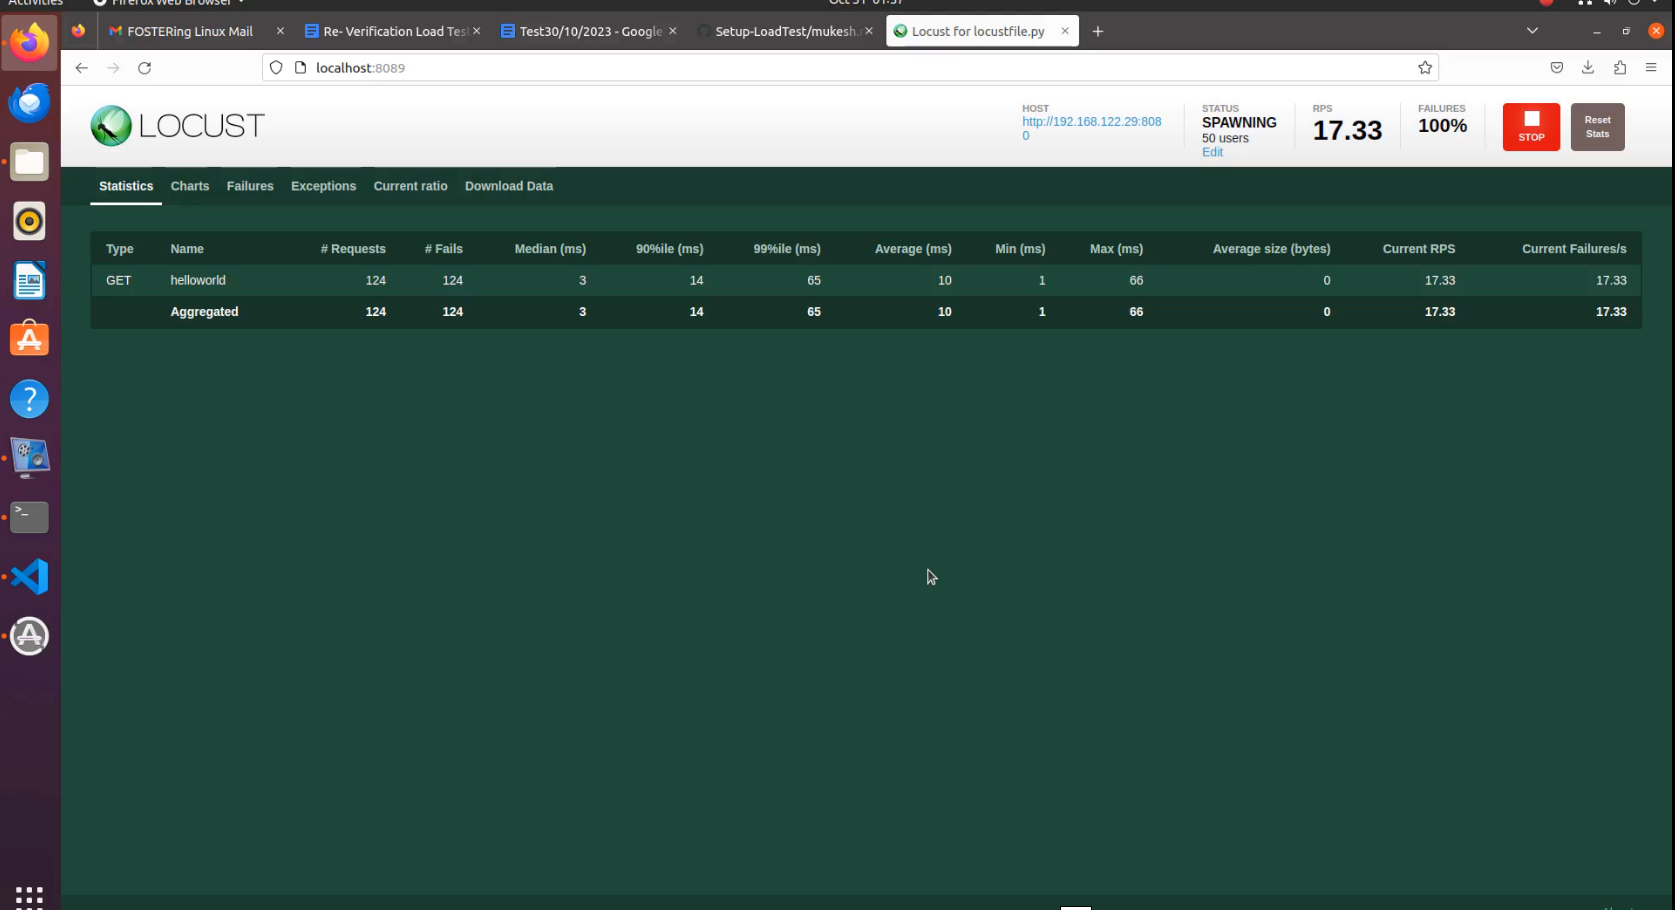 Activities Firefox Web Browser Oct 31 01:37
FOSTERing Linux Mail Re- Verification Load Test Test30/10/2023 - Google Setup-LoadTest/mukesh. Locust for locustfile.py
localhost:8089
LOCUST
HOST
http://192.168.122.29:808
0
STATUS
SPAWNING
50 users
Edit
RPS
17.33
FAILURES
100%
STOP
Reset
Stats
Statistics Charts Failures Exceptions Current ratio Download Data
Type Name # Requests # Fails Median (ms) 90%ile (ms) 99%ile (ms) Average (ms) Min (ms) Max (ms) Average size (bytes) Current RPS Current Failures/s
GET helloworld 124 124 3 14 65 10 1 66 0 17.33 17.33
Aggregated 124 124 3 14 65 10 1 66 0 17.33 17.33